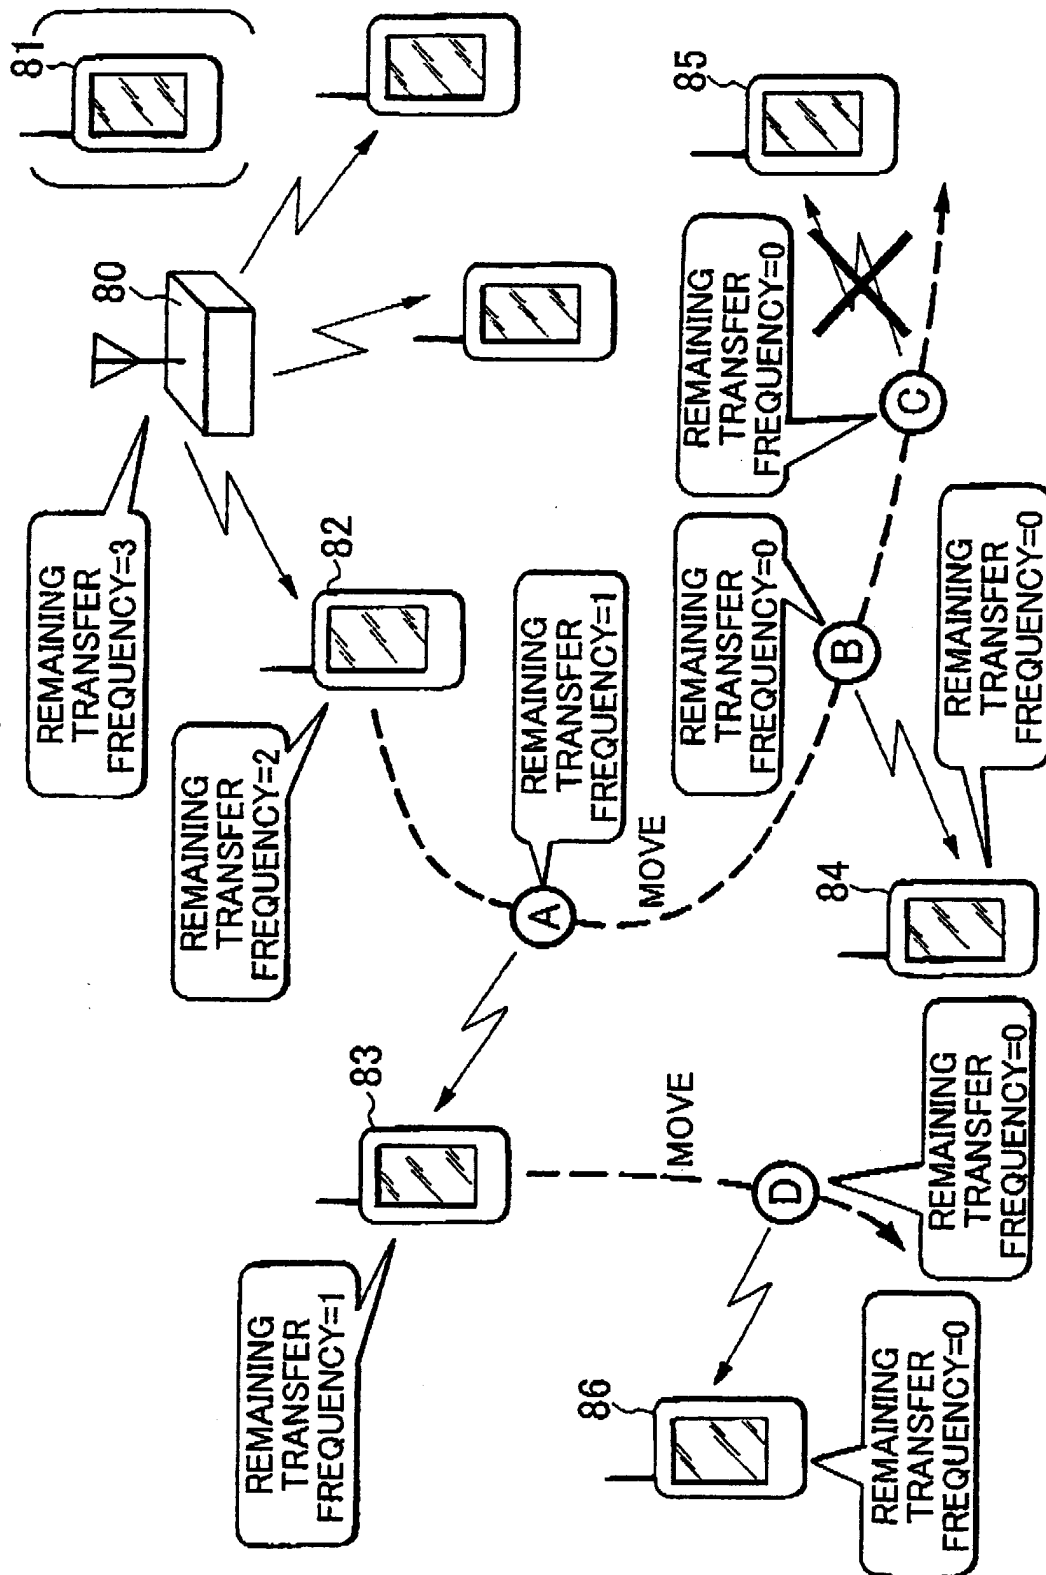 81
80
REMAINING
TRANSFER
FREQUENCY=3
82
REMAINING
TRANSFER
FREQUENCY=2
83
REMAINING
TRANSFER
FREQUENCY=1
A
REMAINING
TRANSFER
FREQUENCY=1
MOVE
85
REMAINING
TRANSFER
FREQUENCY=0
C
REMAINING
TRANSFER
FREQUENCY=0
B
84
REMAINING
TRANSFER
FREQUENCY=0
MOVE
D
REMAINING
TRANSFER
FREQUENCY=0
86
REMAINING
TRANSFER
FREQUENCY=0